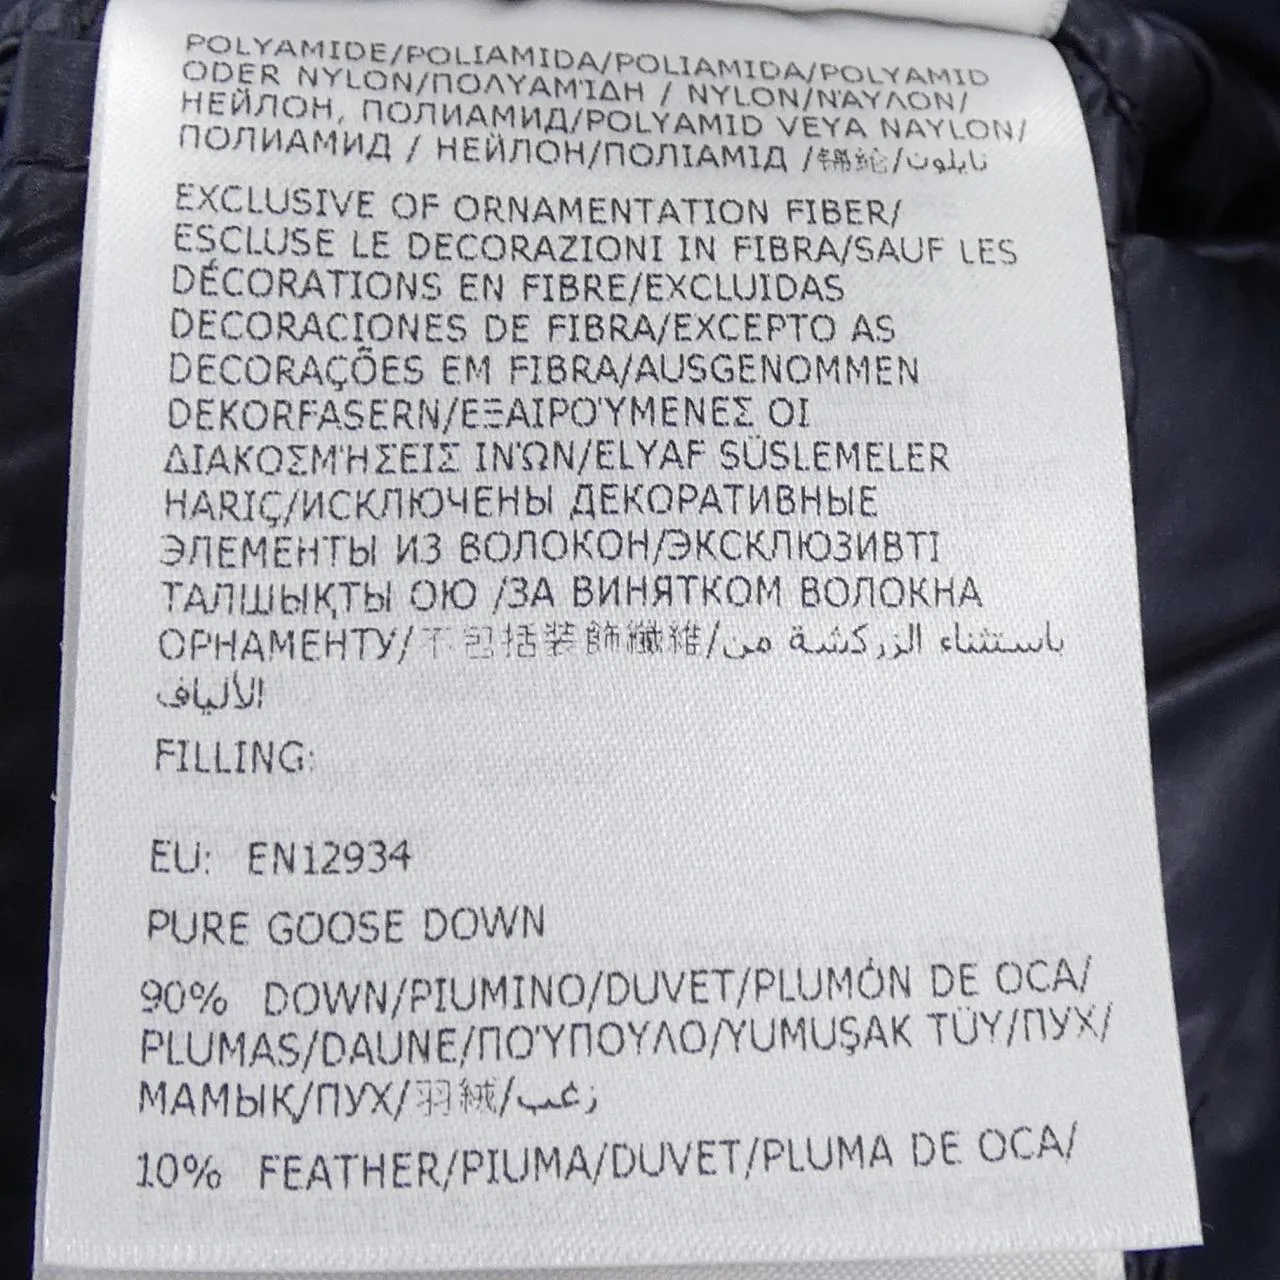 POLYAMIDE/POLIAMIDA/POLIAMIDA/POLYAMID
ODER NYLON/ΠΟΛΥΑΜΊΔΗ / NYLON/ΝΆΥΛΟΝ/
НЕЙЛОН, ПОЛИАМИД/POLYAMID VEYA NAYLON/
ПОЛИАМИД / НЕЙЛОН/ПОЛІАМІД /錦綸/نايلون
EXCLUSIVE OF ORNAMENTATION FIBER/
ESCLUSE LE DECORAZIONI IN FIBRA/SAUF LES
DÉCORATIONS EN FIBRE/EXCLUIDAS
DECORACIONES DE FIBRA/EXCEPTO AS
DECORAÇÕES EM FIBRA/AUSGENOMMEN
DEKORFASERN/ΕΞΑΙΡΟΎΜΕΝΕΣ ΟΙ
ΔΙΑΚΟΣΜΉΣΕΙΣ ΙΝΏΝ/ELYAF SÜSLEMELER
HARIÇ/ИСКЛЮЧЕНЫ ДЕКОРАТИВНЫЕ
ЭЛЕМЕНТЫ ИЗ ВОЛОКОН/ЭКСКЛЮЗИВТІ
ТАЛШЫҚТЫ ОЮ /ЗА ВИНЯТКОМ ВОЛОКНА
ОРНАМЕНТУ/不包括裝飾纖維/باستثناء الزركشة من
الألياف
FILLING:
EU: EN12934
PURE GOOSE DOWN
90% DOWN/PIUMINO/DUVET/PLUMÓN DE OCA/
PLUMAS/DAUNE/ΠΟΎΠΟΥΛΟ/YUMUŞAK TÜY/ПУХ/
МАМЫҚ/ПУХ/羽絨/زغب
10% FEATHER/PIUMA/DUVET/PLUMA DE OCA/